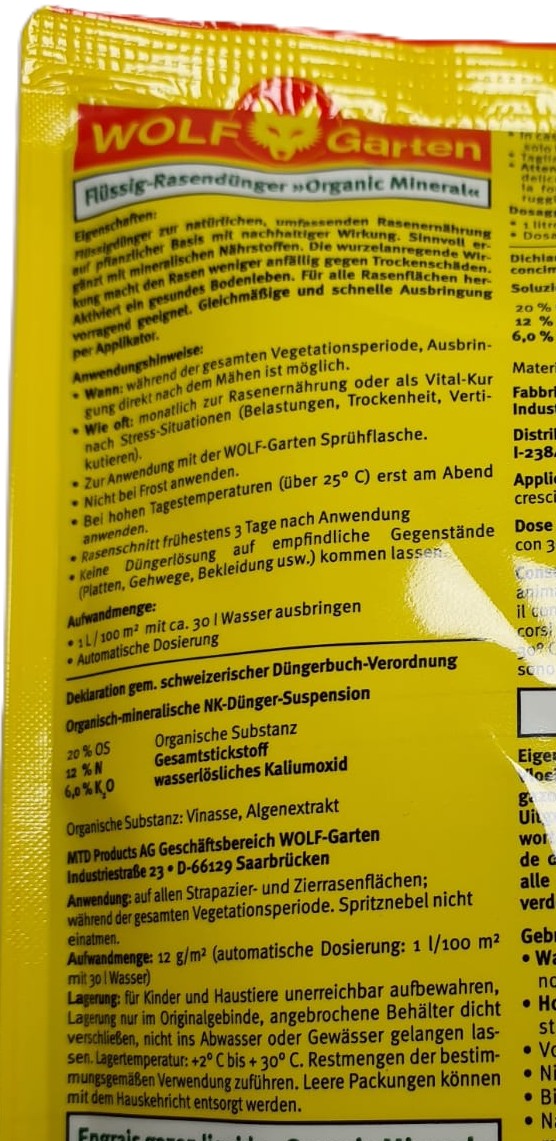 WOLF Garten
Flüssig-Rasendünger »Organic Mineral«
Eigenschaften:
Flüssigdünger zur natürlichen, umfassenden Rasenernährung
auf pflanzlicher Basis mit nachhaltiger Wirkung. Sinnvoll er-
gänzt mit mineralischen Nährstoffen. Die wurzelanregende Wir-
kung macht den Rasen weniger anfällig gegen Trockenschäden.
Aktiviert ein gesundes Bodenleben. Für alle Rasenflächen her-
vorragend geeignet. Gleichmäßige und schnelle Ausbringung
per Applikator.
Anwendungshinweise:
• Wann: während der gesamten Vegetationsperiode, Ausbrin-
gung direkt nach dem Mähen ist möglich.
• Wie oft: monatlich zur Rasenernährung oder als Vital-Kur
nach Stress-Situationen (Belastungen, Trockenheit, Verti-
kutieren).
• Zur Anwendung mit der WOLF-Garten Sprühflasche.
• Nicht bei Frost anwenden.
• Bei hohen Tagestemperaturen (über 25° C) erst am Abend
anwenden.
• Rasenschnitt frühestens 3 Tage nach Anwendung
• Keine Düngerlösung auf empfindliche Gegenstände
(Platten, Gehwege, Bekleidung usw.) kommen lassen.
Aufwandmenge:
• 1 L / 100 m² mit ca. 30 l Wasser ausbringen
• Automatische Dosierung
Deklaration gem. schweizerischer Düngerbuch-Verordnung
Organisch-mineralische NK-Dünger-Suspension
20 % OS Organische Substanz
12 % N Gesamtstickstoff
6,0 % K₂O wasserlösliches Kaliumoxid
Organische Substanz: Vinasse, Algenextrakt
MTD Products AG Geschäftsbereich WOLF-Garten
Industriestraße 23 • D-66129 Saarbrücken
Anwendung: auf allen Strapazier- und Zierrasenflächen;
während der gesamten Vegetationsperiode. Spritznebel nicht
einatmen.
Aufwandmenge: 12 g/m² (automatische Dosierung: 1 l/100 m²
mit 30 l Wasser)
Lagerung: für Kinder und Haustiere unerreichbar aufbewahren,
Lagerung nur im Originalgebinde, angebrochene Behälter dicht
verschließen, nicht ins Abwasser oder Gewässer gelangen las-
sen. Lagertemperatur: +2° C bis + 30° C. Restmengen der bestim-
mungsgemäßen Verwendung zuführen. Leere Packungen können
mit dem Hauskehricht entsorgt werden.
20 %
12 %
6,0 %
Materi
Fabbri
Indust
Distri
I-238
Applic
cresci
Dose
con 3
Eiger
de
alle
verd
Gebr
• Wa